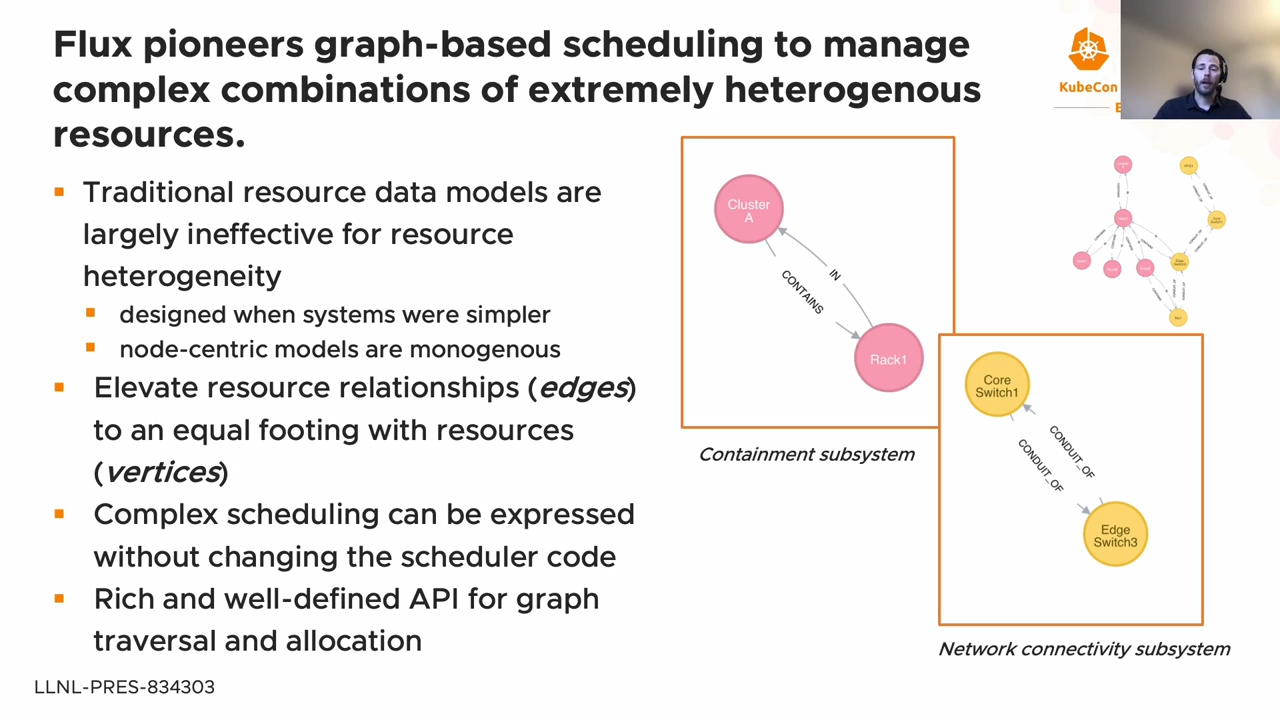 Flux pioneers graph-based scheduling to manage
complex combinations of extremely heterogenous
resources.
KubeCon
E
Traditional resource data models are
largely ineffective for resource
heterogeneity
designed when systems were simpler
node-centric models are monogenous
Elevate resource relationships (edges)
to an equal footing with resources
(vertices)
Complex scheduling can be expressed
without changing the scheduler code
Rich and well-defined API for graph
traversal and allocation
Cluster
A
IN
CONTAINS
Rack1
Containment subsystem
Core
Switch1
CONDUIT_OF
CONDUIT_OF
Edge
Switch3
Network connectivity subsystem
LLNL-PRES-834303